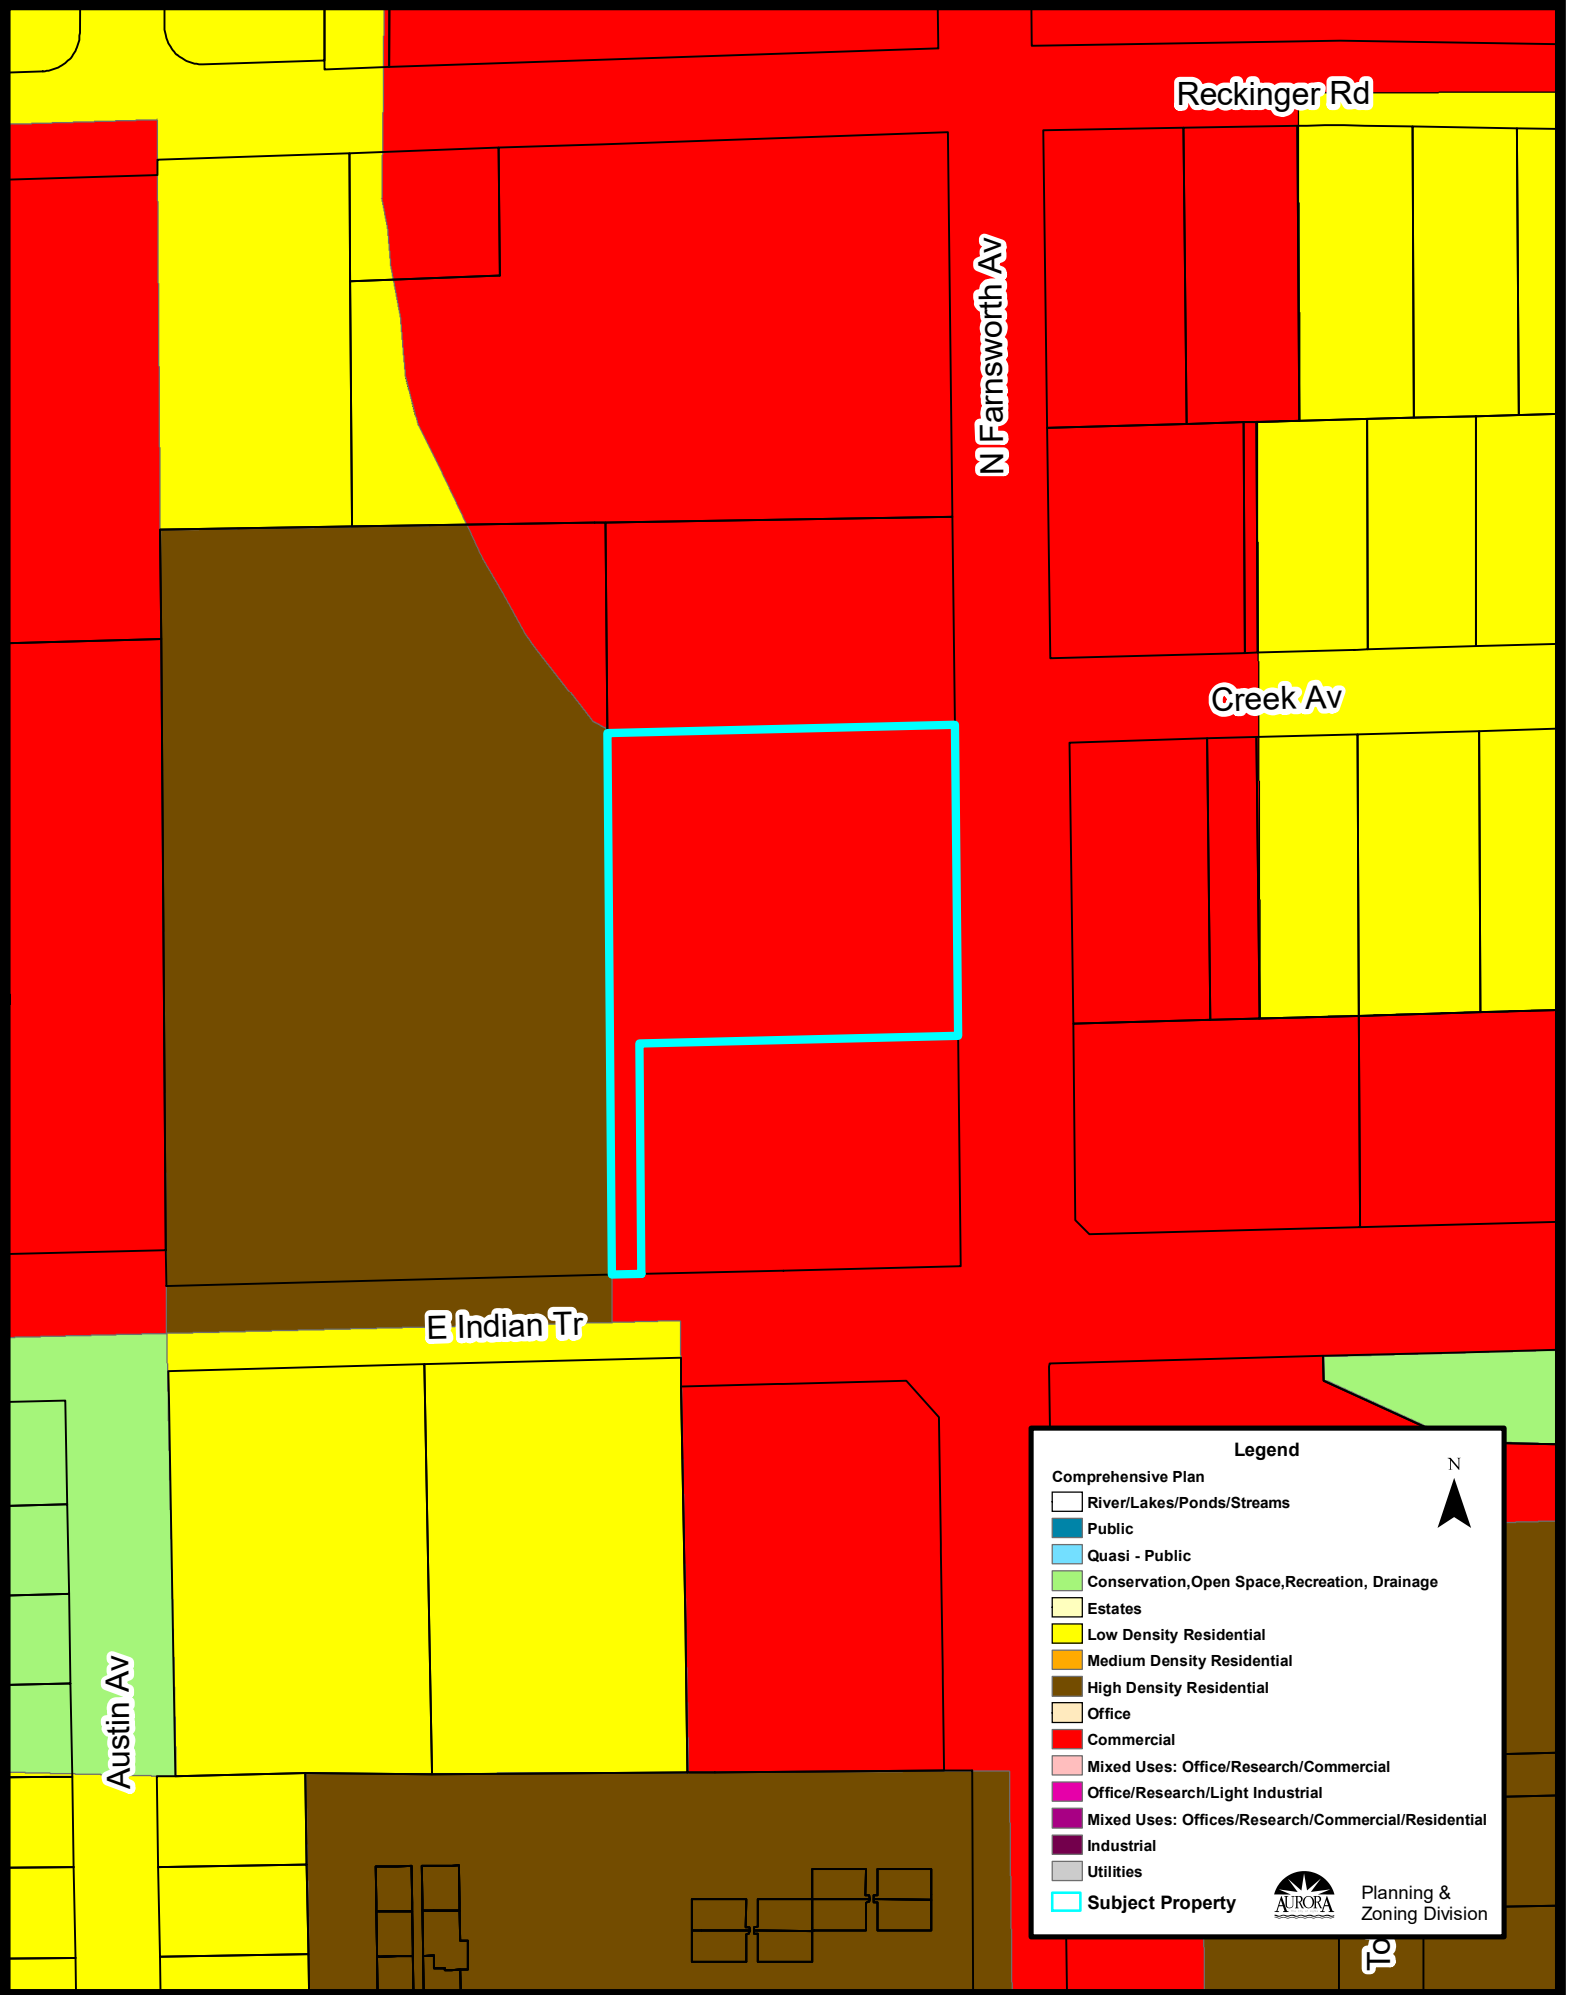 Reckinger Rd
N Farnsworth Av
Creek Av
E Indian Tr
Austin Av
Legend
N
Comprehensive Plan
River/Lakes/Ponds/Streams
Public
Quasi - Public
Conservation,Open Space,Recreation, Drainage
Estates
Low Density Residential
Medium Density Residential
High Density Residential
Office
Commercial
Mixed Uses: Office/Research/Commercial
Office/Research/Light Industrial
Mixed Uses: Offices/Research/Commercial/Residential
Industrial
Utilities
Subject Property
AURORA
Planning &
Zoning Division
To